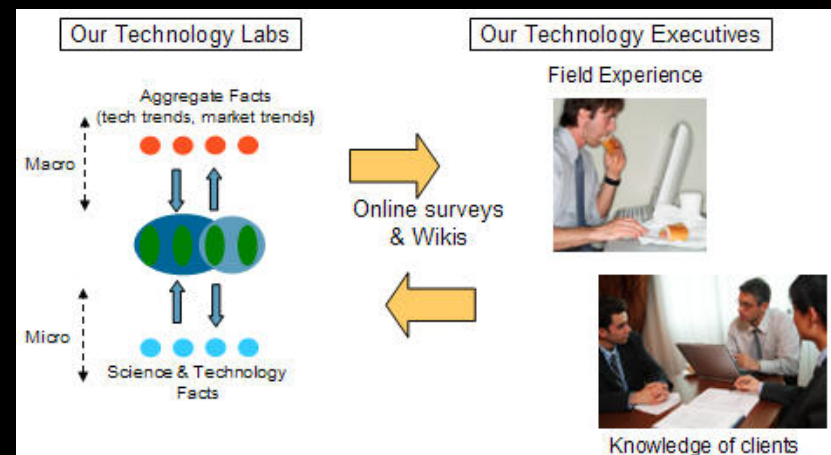 Our Technology Labs
Our Technology Executives
Aggregate Facts
(tech trends, market trends)
Macro
Micro
Science & Technology
Facts
Online surveys
& Wikis
Field Experience
Knowledge of clients